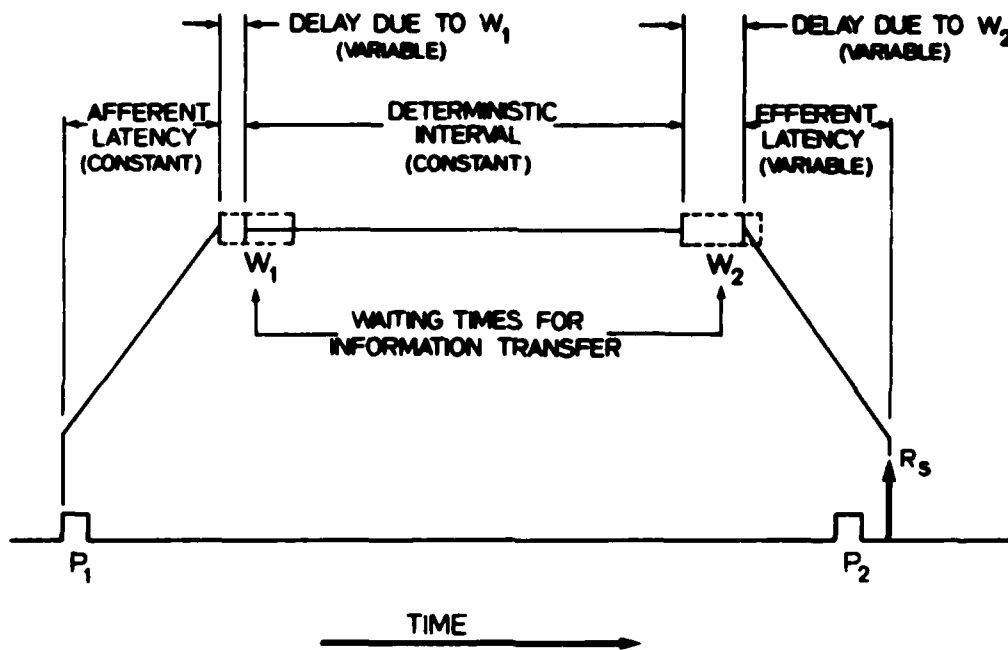 DELAY DUE TO W1
(VARIABLE)
DELAY DUE TO W2
(VARIABLE)
AFFERENT
LATENCY
(CONSTANT)
DETERMINISTIC
INTERVAL
(CONSTANT)
EFFERENT
LATENCY
(VARIABLE)
W1
W2
WAITING TIMES FOR
INFORMATION TRANSFER
RS
P1
P2
TIME